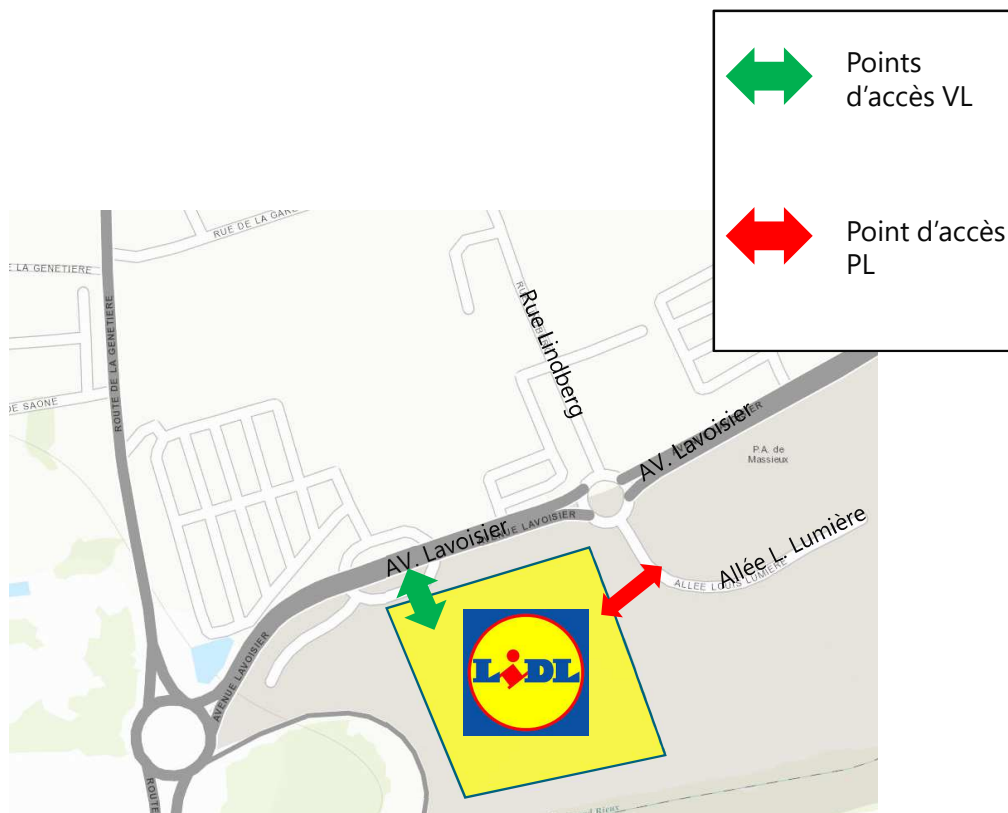 Points
d’accès VL
Point d’accès
PL
RUE DE LA GARE
E LA GENETIERE
ROUTE DE LA GENETIERE
DE SAONE
Rue Lindberg
AV. Lavoisier
P.A. de
Massieux
AV. Lavoisier
AVENUE LAVOISIER
Allée L. Lumière
ALLEE LOUIS LUMIERE
AVENUE LAVOISIER
LIDL
ROUTE
Rieux